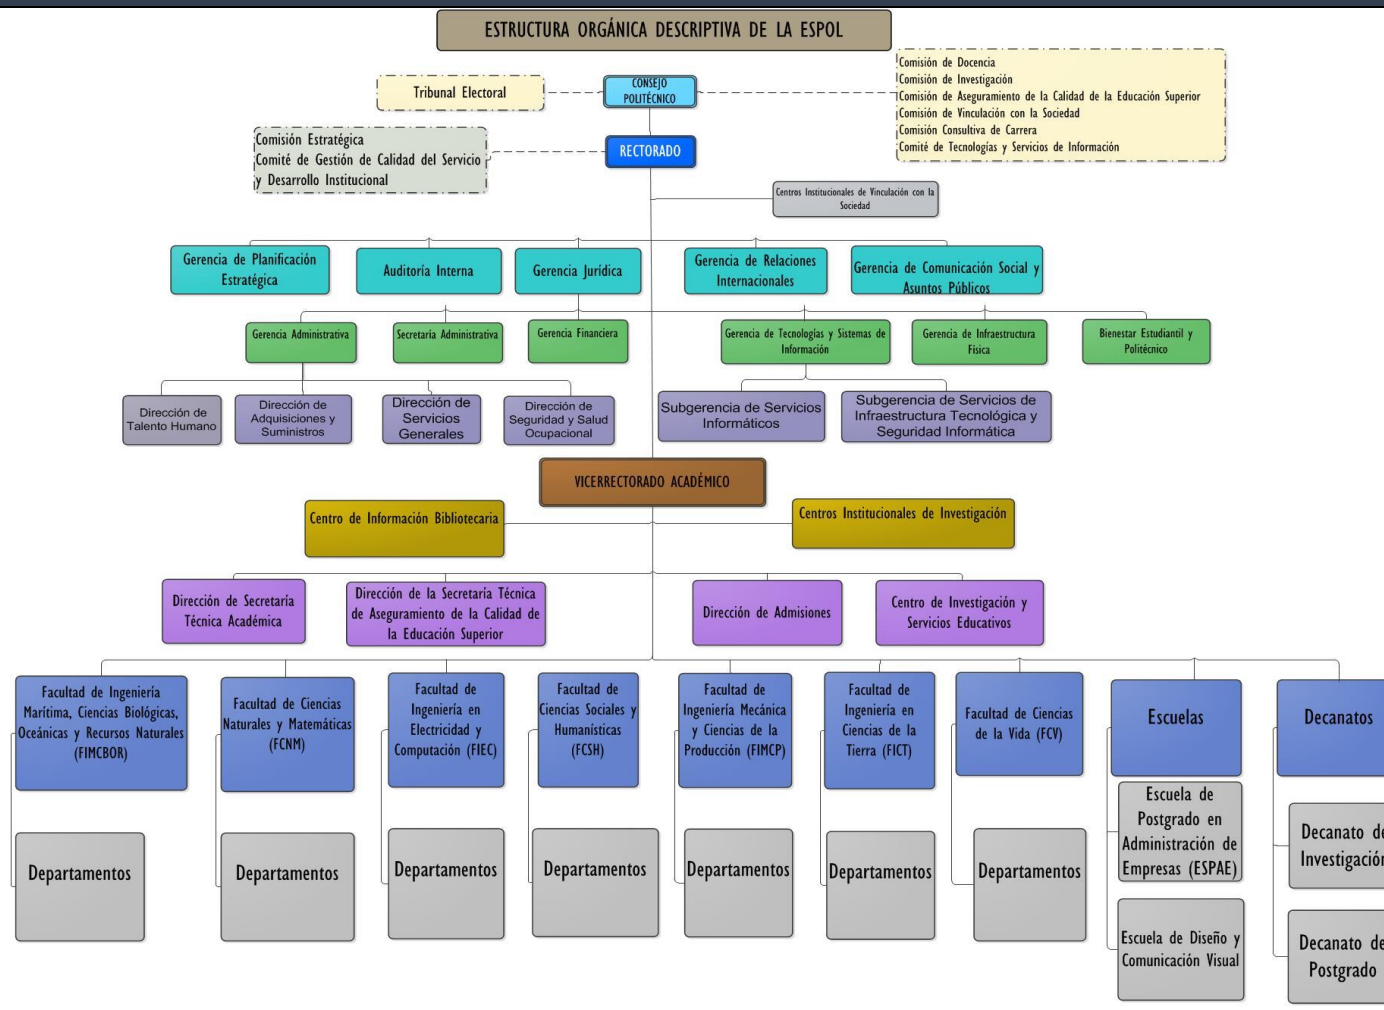 ESTRUCTURA ORGÁNICA DESCRIPTIVA DE LA ESPOL
Tribunal Electoral
CONSEJO
POLITÉCNICO
Comisión de Docencia
Comisión de Investigación
Comisión de Aseguramiento de la Calidad de la Educación Superior
Comisión de Vinculación con la Sociedad
Comisión Consultiva de Carrera
Comité de Tecnologías y Servicios de Información
Comisión Estratégica
Comité de Gestión de Calidad del Servicio
y Desarrollo Institucional
RECTORADO
Centros Institucionales de Vinculación con la
Sociedad
Gerencia de Planificación
Estratégica
Auditoría Interna
Gerencia Jurídica
Gerencia de Relaciones
Internacionales
Gerencia de Comunicación Social y
Asuntos Públicos
Gerencia Administrativa
Secretaría Administrativa
Gerencia Financiera
Gerencia de Tecnologías y Sistemas de
Información
Gerencia de Infraestructura
Física
Bienestar Estudiantil y
Politécnico
Dirección de
Talento Humano
Dirección de
Adquisiciones y
Suministros
Dirección de
Servicios
Generales
Dirección de
Seguridad y Salud
Ocupacional
Subgerencia de Servicios
Informáticos
Subgerencia de Servicios de
Infraestructura Tecnológica y
Seguridad Informática
VICERRECTORADO ACADÉMICO
Centro de Información Bibliotecaria
Centros Institucionales de Investigación
Dirección de Secretaría
Técnica Académica
Dirección de la Secretaría Técnica
de Aseguramiento de la Calidad de
la Educación Superior
Dirección de Admisiones
Centro de Investigación y
Servicios Educativos
Facultad de Ingeniería
Marítima, Ciencias Biológicas,
Oceánicas y Recursos Naturales
(FIMCBOR)
Facultad de Ciencias
Naturales y Matemáticas
(FCNM)
Facultad de
Ingeniería en
Electricidad y
Computación (FIEC)
Facultad de
Ciencias Sociales y
Humanísticas
(FCSH)
Facultad de
Ingeniería Mecánica
y Ciencias de la
Producción (FIMCP)
Facultad de
Ingeniería en
Ciencias de la
Tierra (FICT)
Facultad de Ciencias
de la Vida (FCV)
Escuelas
Decanatos
Departamentos
Departamentos
Departamentos
Departamentos
Departamentos
Departamentos
Departamentos
Escuela de
Postgrado en
Administración de
Empresas (ESPAE)
Decanato de
Investigación
Escuela de Diseño y
Comunicación Visual
Decanato de
Postgrado